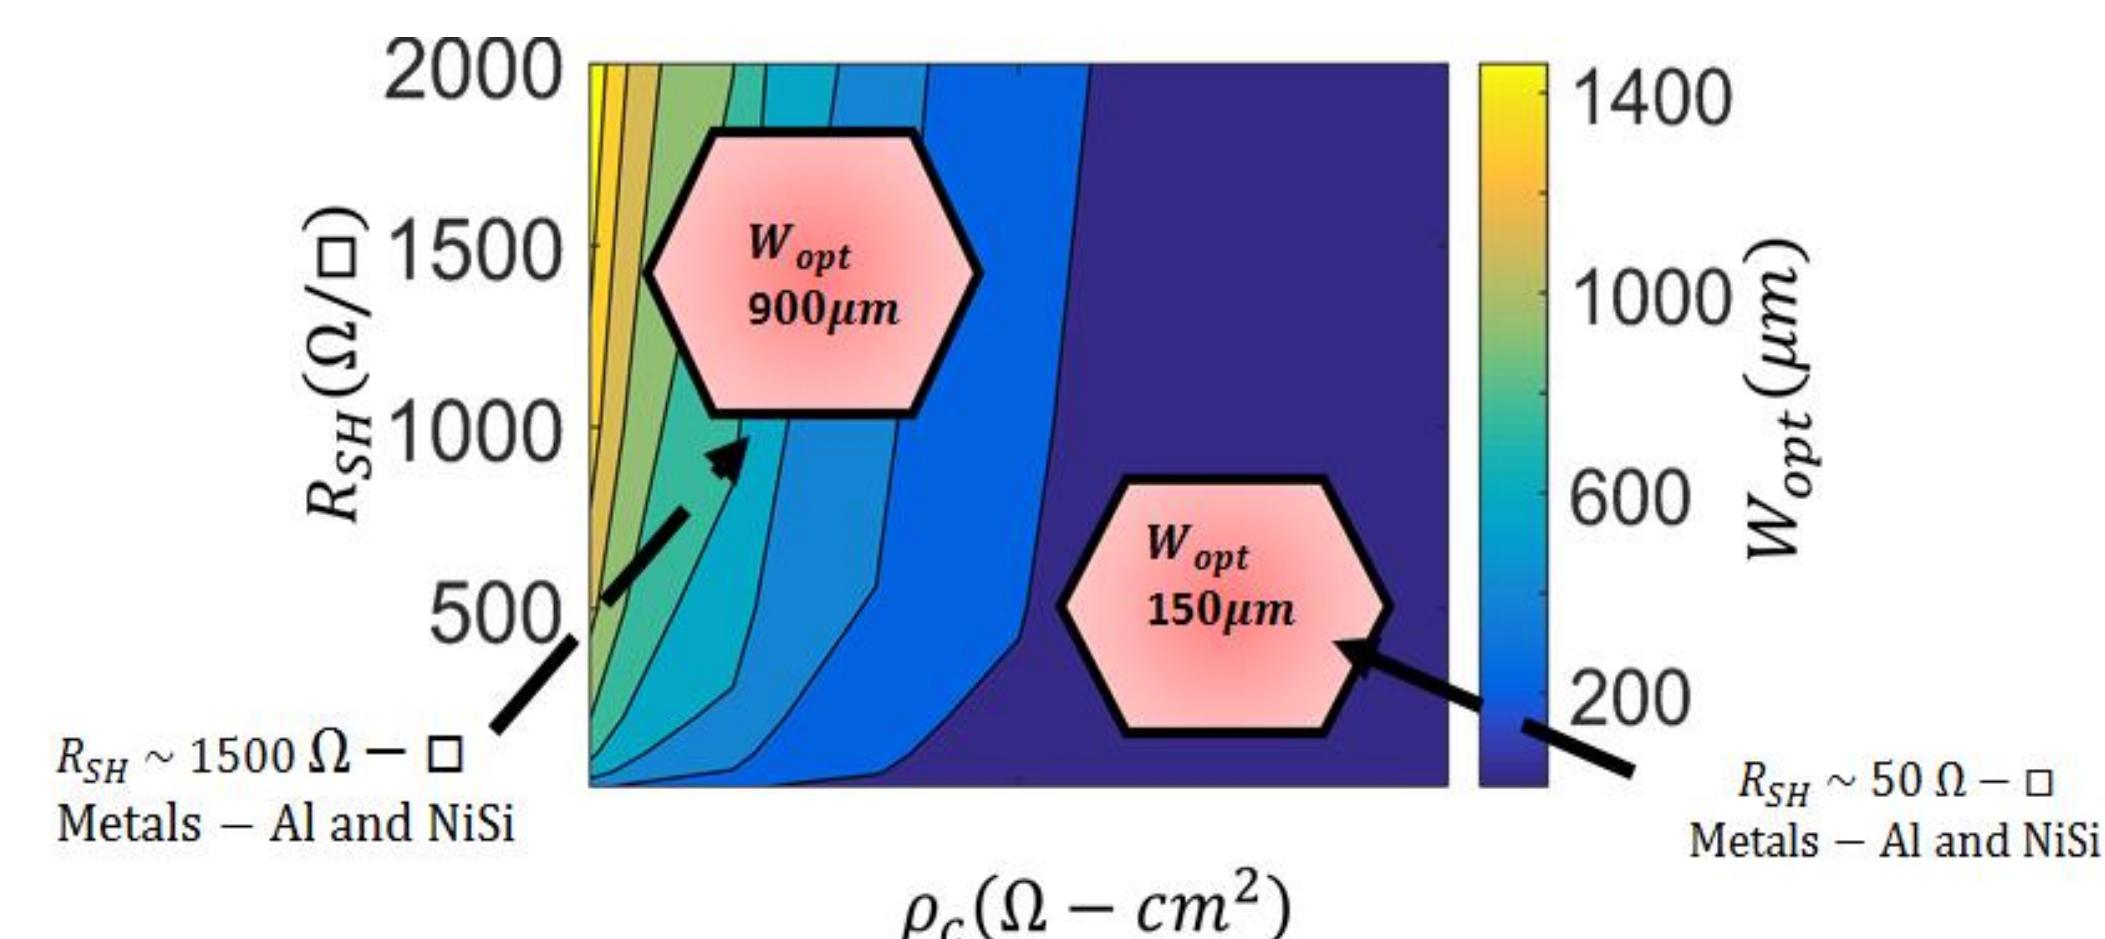 2000
1500
1000
500
R_SH(Ω/□)
W_opt
900μm
W_opt
150μm
1400
1000
600
200
W_opt(μm)
R_SH ~ 1500 Ω − □
Metals − Al and NiSi
R_SH ~ 50 Ω − □
Metals − Al and NiSi
ρ_c(Ω − cm²)